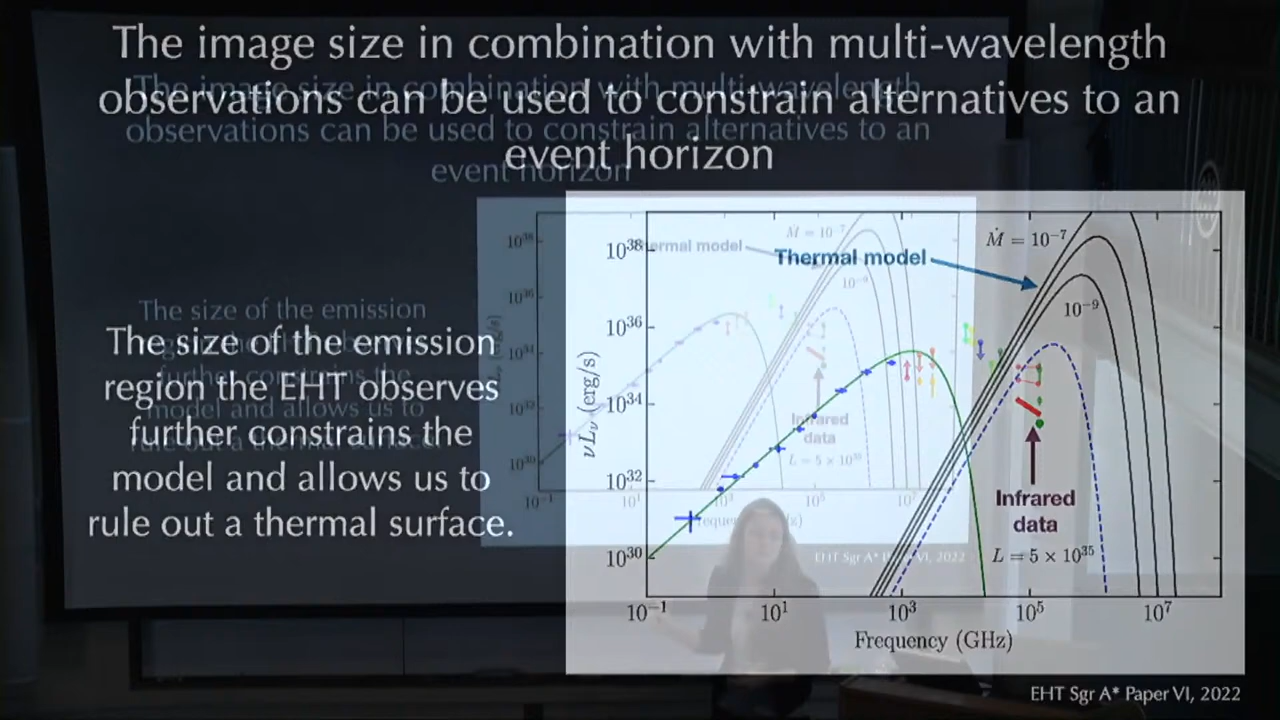 The image size in combination with multi-wavelength
observations can be used to constrain alternatives to an
event horizon
The size of the emission
region the EHT observes
further constrains the
model and allows us to
rule out a thermal surface.
10³⁸
10³⁶
10³⁴
10³²
10³⁰
νLν (erg/s)
Thermal model
Ṁ = 10⁻⁷
10⁻⁹
Infrared
data
L = 5 × 10³⁵
10⁻¹
10¹
10³
10⁵
10⁷
Frequency (GHz)
EHT Sgr A* Paper VI, 2022